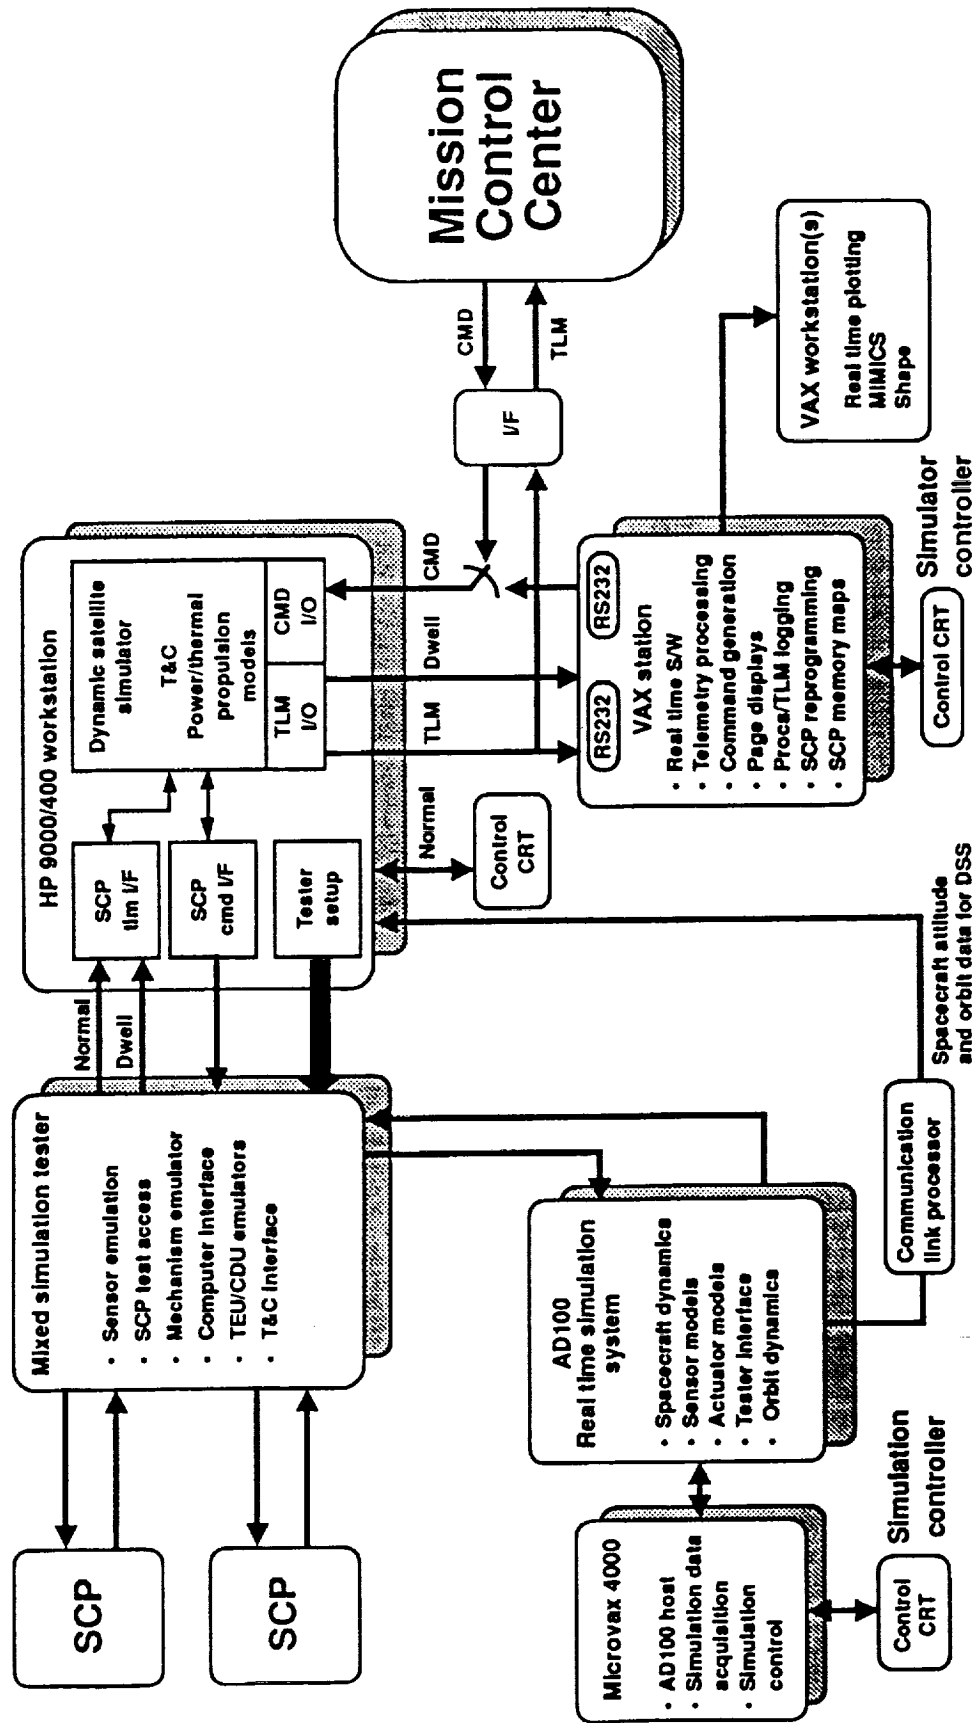 SCP
SCP
Mixed simulation tester
• Sensor emulation
• SCP test access
• Mechanism emulator
• Computer interface
• TEU/CDU emulators
• T&C interface
Normal
Dwell
HP 9000/400 workstation
SCP
tlm I/F
SCP
cmd I/F
Tester
setup
Dynamic satellite
simulator
T&C
Power/thermal
propulsion
models
TLM
I/O
CMD
I/O
Normal
Control
CRT
TLM
Dwell
CMD
I/F
CMD
TLM
Mission
Control
Center
Microvax 4000
• AD100 host
• Simulation data
acquisition
• Simulation
control
Control
CRT
Simulation
controller
AD100
Real time simulation
system
• Spacecraft dynamics
• Sensor models
• Actuator models
• Tester interface
• Orbit dynamics
Communication
link processor
Spacecraft attitude
and orbit data for DSS
RS232
RS232
VAX station
• Real time S/W
• Telemetry processing
• Command generation
• Page displays
• Procs/TLM logging
• SCP reprogramming
• SCP memory maps
Control CRT
Simulator
controller
VAX workstation(s)
Real time plotting
MIMICS
Shape